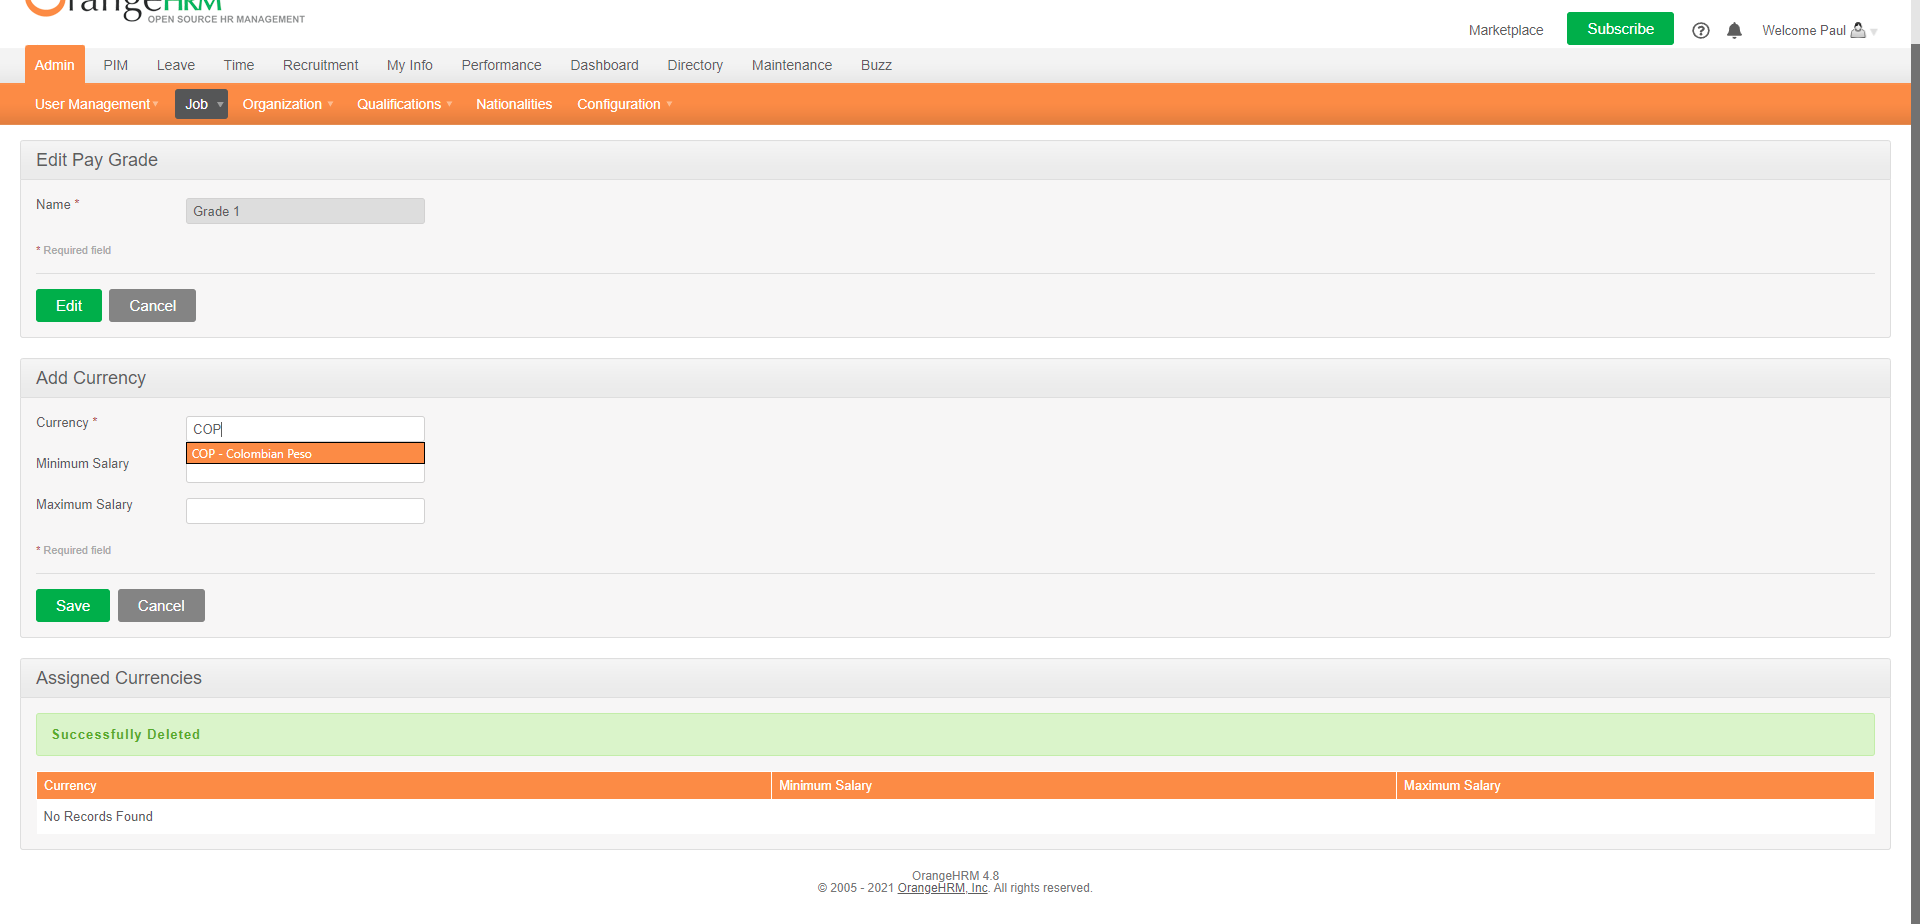 OrangeHRM
OPEN SOURCE HR MANAGEMENT
Marketplace
Subscribe
Welcome Paul
Admin PIM Leave Time Recruitment My Info Performance Dashboard Directory Maintenance Buzz
User Management Job Organization Qualifications Nationalities Configuration
Edit Pay Grade
Name *
Grade 1
* Required field
Edit Cancel
Add Currency
Currency *
COP
COP - Colombian Peso
Minimum Salary
Maximum Salary
* Required field
Save Cancel
Assigned Currencies
Successfully Deleted
Currency Minimum Salary Maximum Salary
No Records Found
OrangeHRM 4.8
© 2005 - 2021 OrangeHRM, Inc. All rights reserved.